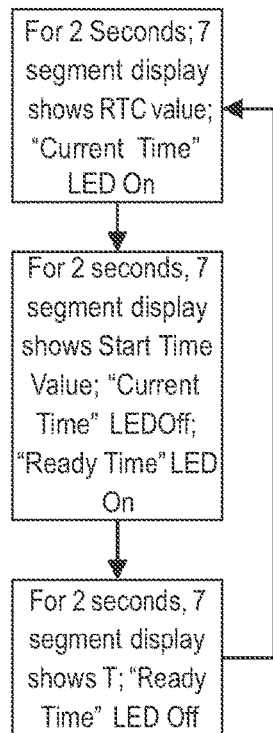 For 2 Seconds; 7
segment display
shows RTC value;
“Current Time”
LED On
For 2 seconds, 7
segment display
shows Start Time
Value; “Current
Time” LEDOff;
“Ready Time” LED
On
For 2 seconds, 7
segment display
shows T; “Ready
Time” LED Off